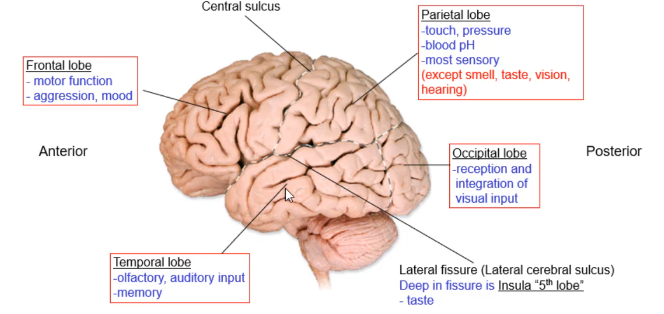 Central sulcus
Parietal lobe
-touch, pressure
-blood pH
-most sensory
(except smell, taste, vision,
hearing)
Frontal lobe
- motor function
- aggression, mood
Anterior
Posterior
Occipital lobe
-reception and
integration of
visual input
Temporal lobe
-olfactory, auditory input
-memory
Lateral fissure (Lateral cerebral sulcus)
Deep in fissure is Insula “5th lobe”
- taste